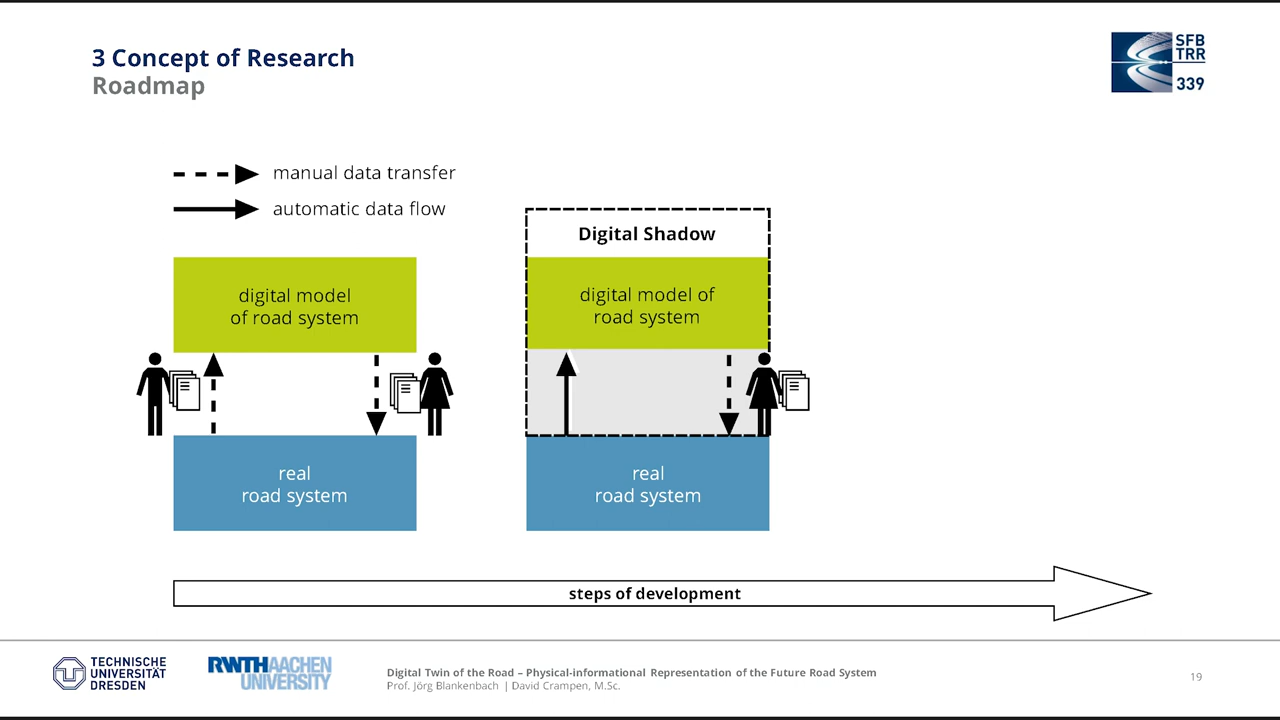 3 Concept of Research
Roadmap
SFB
TRR
339
manual data transfer
automatic data flow
digital model
of road system
real
road system
Digital Shadow
digital model of
road system
real
road system
steps of development
TECHNISCHE
UNIVERSITÄT
DRESDEN
RWTHAACHEN
UNIVERSITY
Digital Twin of the Road – Physical-informational Representation of the Future Road System
Prof. Jörg Blankenbach | David Crampen, M.Sc.
19